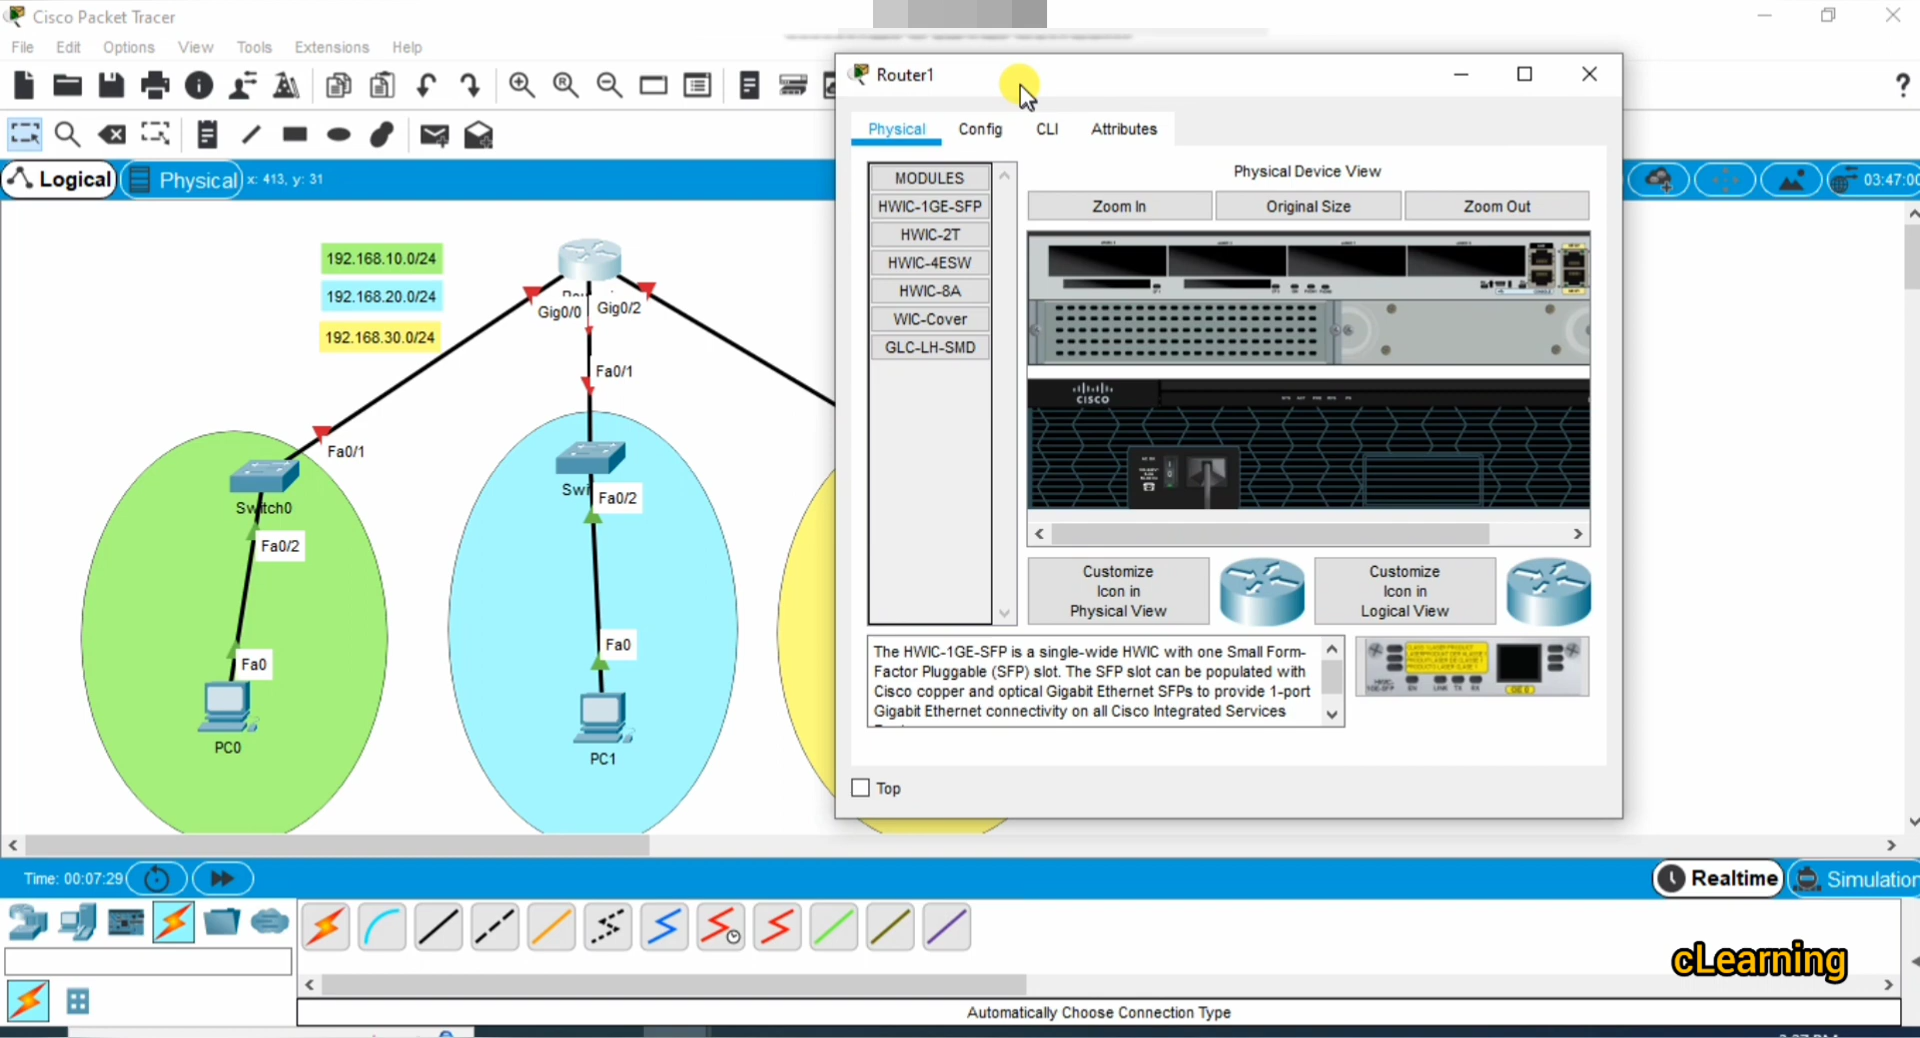 Cisco Packet Tracer
File Edit Options View Tools Extensions Help
Router1
Physical Config CLI Attributes
Logical Physical x: 413, y: 31
03:47:00
MODULES
HWIC-1GE-SFP
HWIC-2T
HWIC-4ESW
HWIC-8A
WIC-Cover
GLC-LH-SMD
Physical Device View
Zoom In Original Size Zoom Out
CISCO
Customize
Icon in
Physical View
Customize
Icon in
Logical View
The HWIC-1GE-SFP is a single-wide HWIC with one Small Form-
Factor Pluggable (SFP) slot. The SFP slot can be populated with
Cisco copper and optical Gigabit Ethernet SFPs to provide 1-port
Gigabit Ethernet connectivity on all Cisco Integrated Services
Top
192.168.10.0/24
192.168.20.0/24
192.168.30.0/24
Gig0/0 Gig0/2
Fa0/1
Fa0/1
Switch0
Fa0/2
Fa0/2
Fa0
Fa0
PC0
PC1
Time: 00:07:29
Realtime Simulation
cLearning
Automatically Choose Connection Type